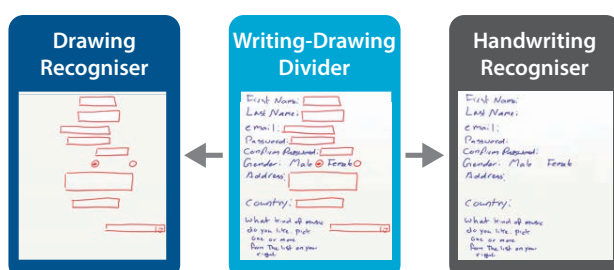 Drawing
Recogniser
Writing-Drawing
Divider
First Name:
Last Name:
email:
Password:
Confirm Password:
Gender: Male Female
Address:
Country:
What kind of music
do you like. pick
one or more
from the list on your
right
Handwriting
Recogniser
First Name:
Last Name:
email:
Password:
Confirm Password:
Gender: Male Female
Address:
Country:
What kind of music
do you like. pick
one or more
from the list on your
right